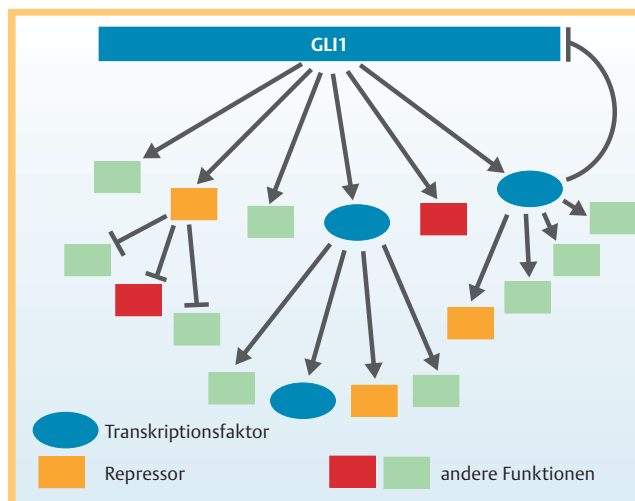 GLI1
Transkriptionsfaktor
Repressor
andere Funktionen